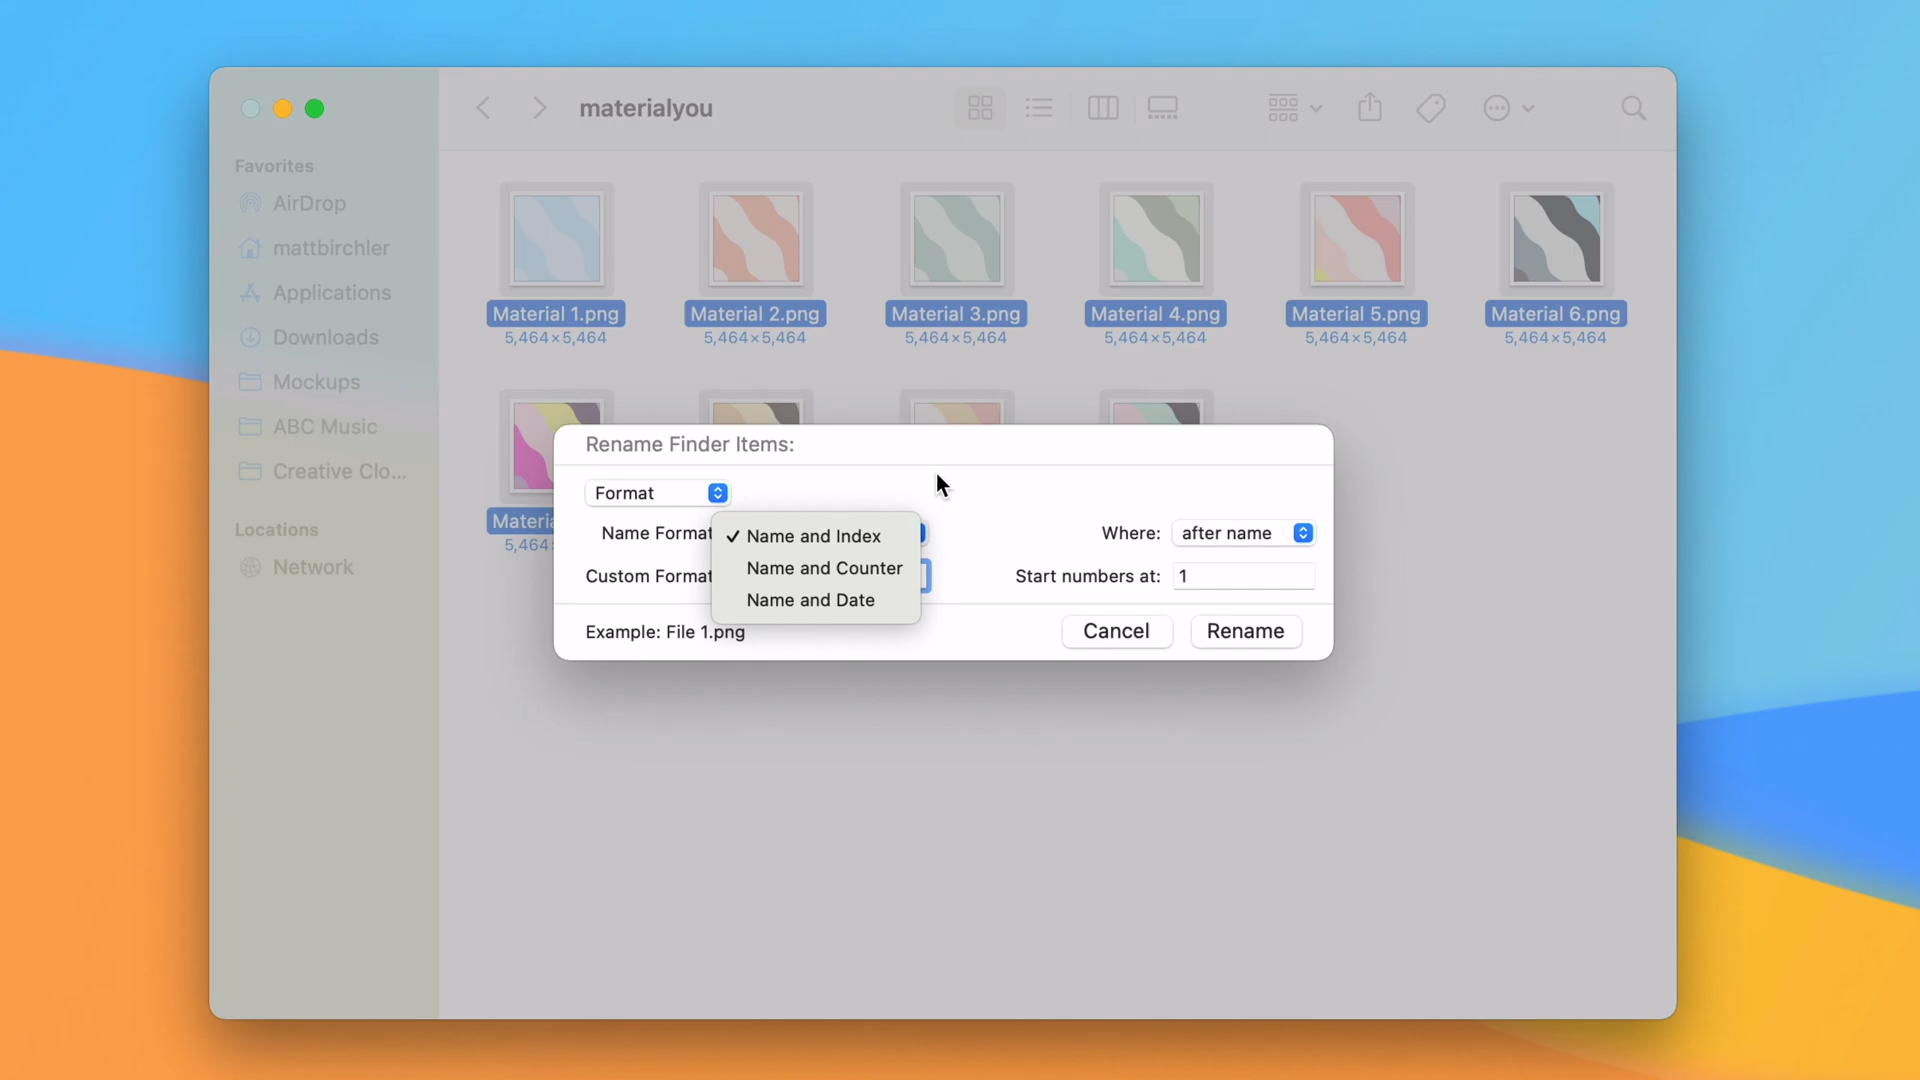 materialyou
Favorites
AirDrop
mattbirchler
Applications
Downloads
Mockups
ABC Music
Creative Clo...
Locations
Network
Material 1.png
5,464×5,464
Material 2.png
5,464×5,464
Material 3.png
5,464×5,464
Material 4.png
5,464×5,464
Material 5.png
5,464×5,464
Material 6.png
5,464×5,464
Rename Finder Items:
Format
Name Format
Name and Index
Name and Counter
Name and Date
Where: after name
Custom Format
Start numbers at: 1
Example: File 1.png
Cancel
Rename